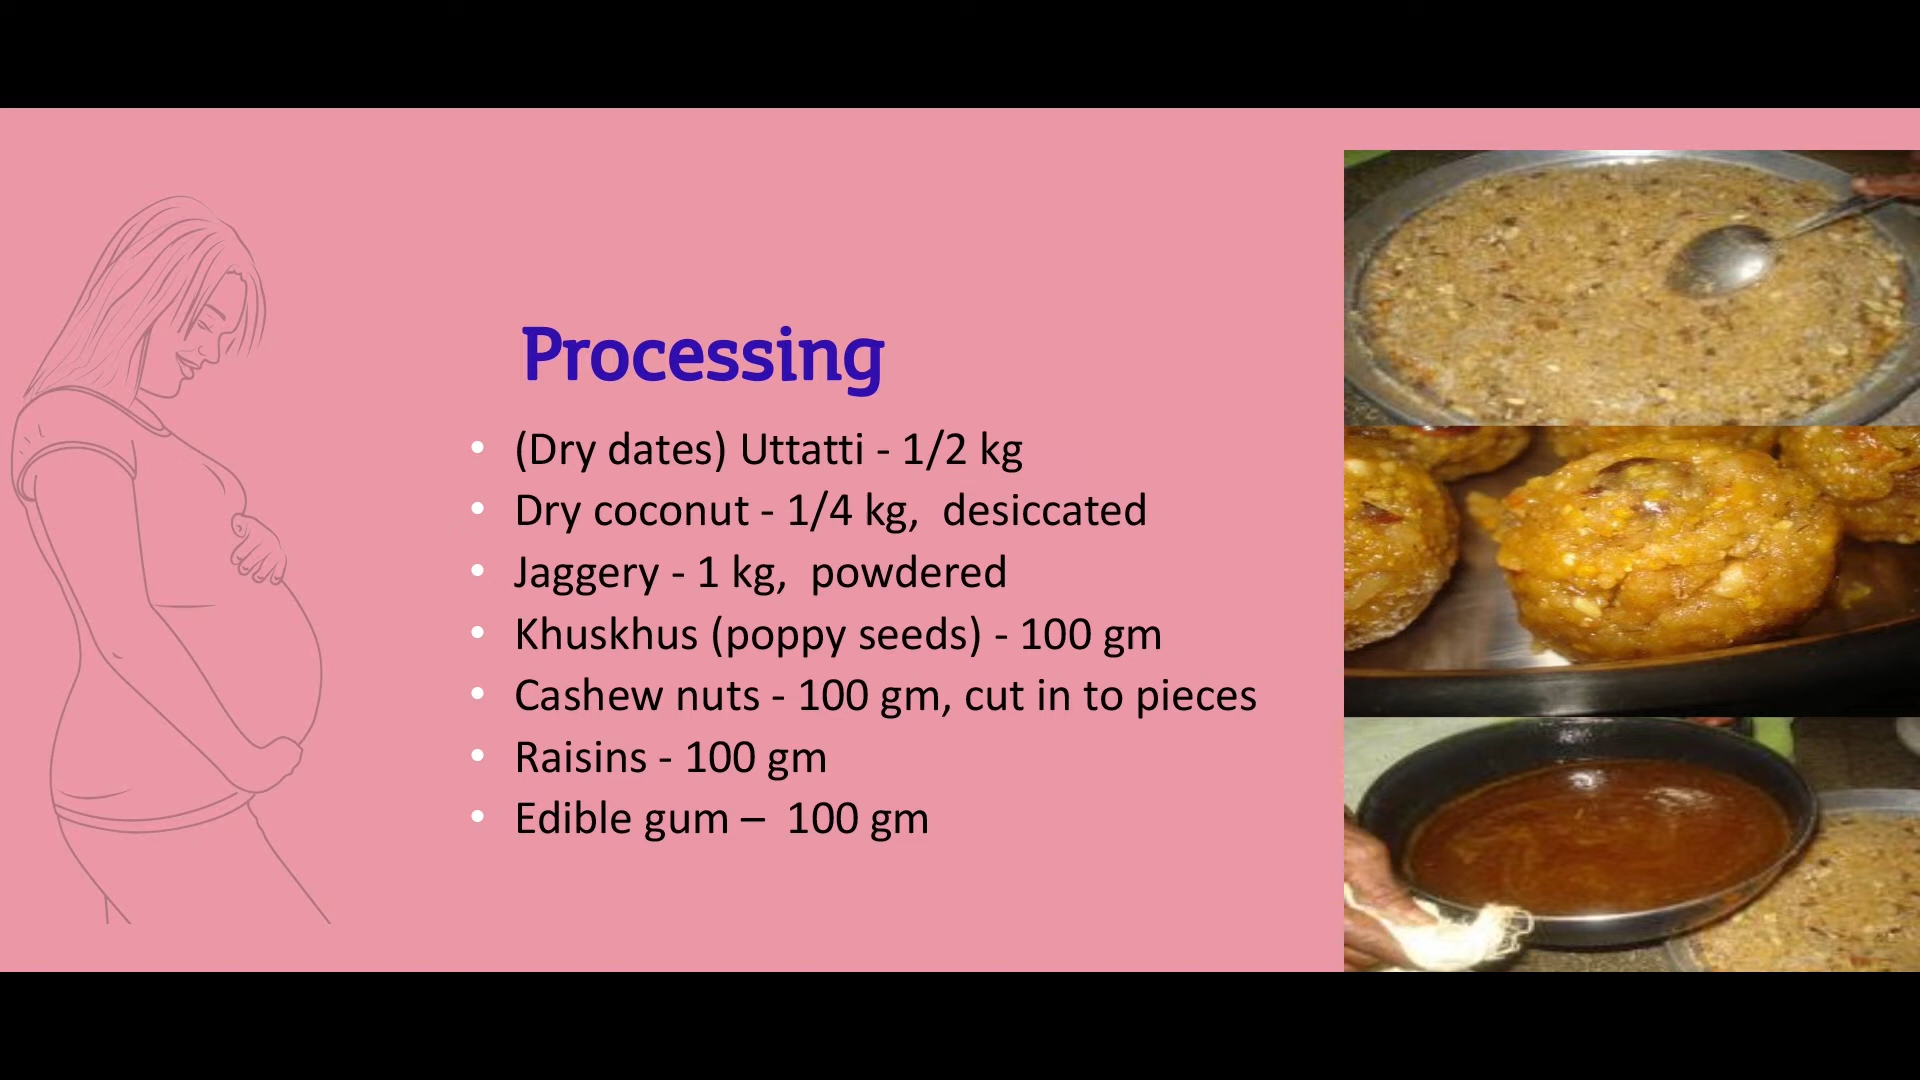 Processing
• (Dry dates) Uttatti - 1/2 kg
• Dry coconut - 1/4 kg,  desiccated
• Jaggery - 1 kg,  powdered
• Khuskhus (poppy seeds) - 100 gm
• Cashew nuts - 100 gm, cut in to pieces
• Raisins - 100 gm
• Edible gum –  100 gm